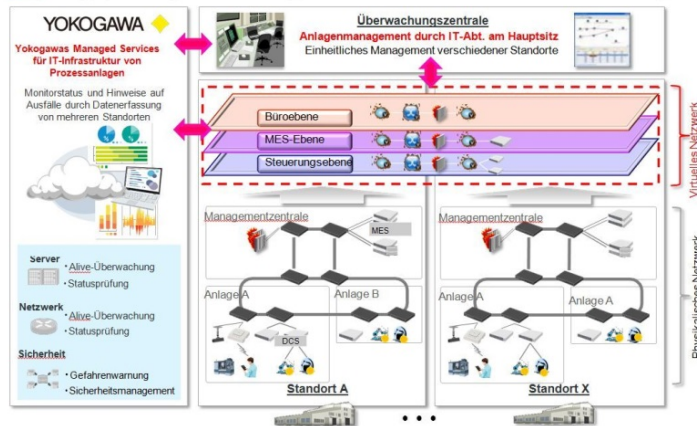 YOKOGAWA
Yokogawas Managed Services
für IT-Infrastruktur von
Prozessanlagen
Monitorstatus und Hinweise auf
Ausfälle durch Datenerfassung
von mehreren Standorten
Server
• Alive-Überwachung
• Statusprüfung
Netzwerk
• Alive-Überwachung
• Statusprüfung
Sicherheit
• Gefahrenwarnung
• Sicherheitsmanagement
Überwachungszentrale
Anlagenmanagement durch IT-Abt. am Hauptsitz
Einheitliches Management verschiedener Standorte
Büroebene
MES-Ebene
Steuerungsebene
Virtuelles Netzwerk
Managementzentrale
MES
Anlage A
Anlage B
DCS
Standort A
Managementzentrale
Anlage A
Anlage A
Standort X
Physikalisches Netzwerk
• • •